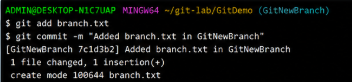 ADMIN@DESKTOP-N1C7UAP MINGW64 ~/git-lab/GitDemo (GitNewBranch)
$ git add branch.txt
$ git commit -m "Added branch.txt in GitNewBranch"
[GitNewBranch 7c1d3b2] Added branch.txt in GitNewBranch
1 file changed, 1 insertion(+)
create mode 100644 branch.txt